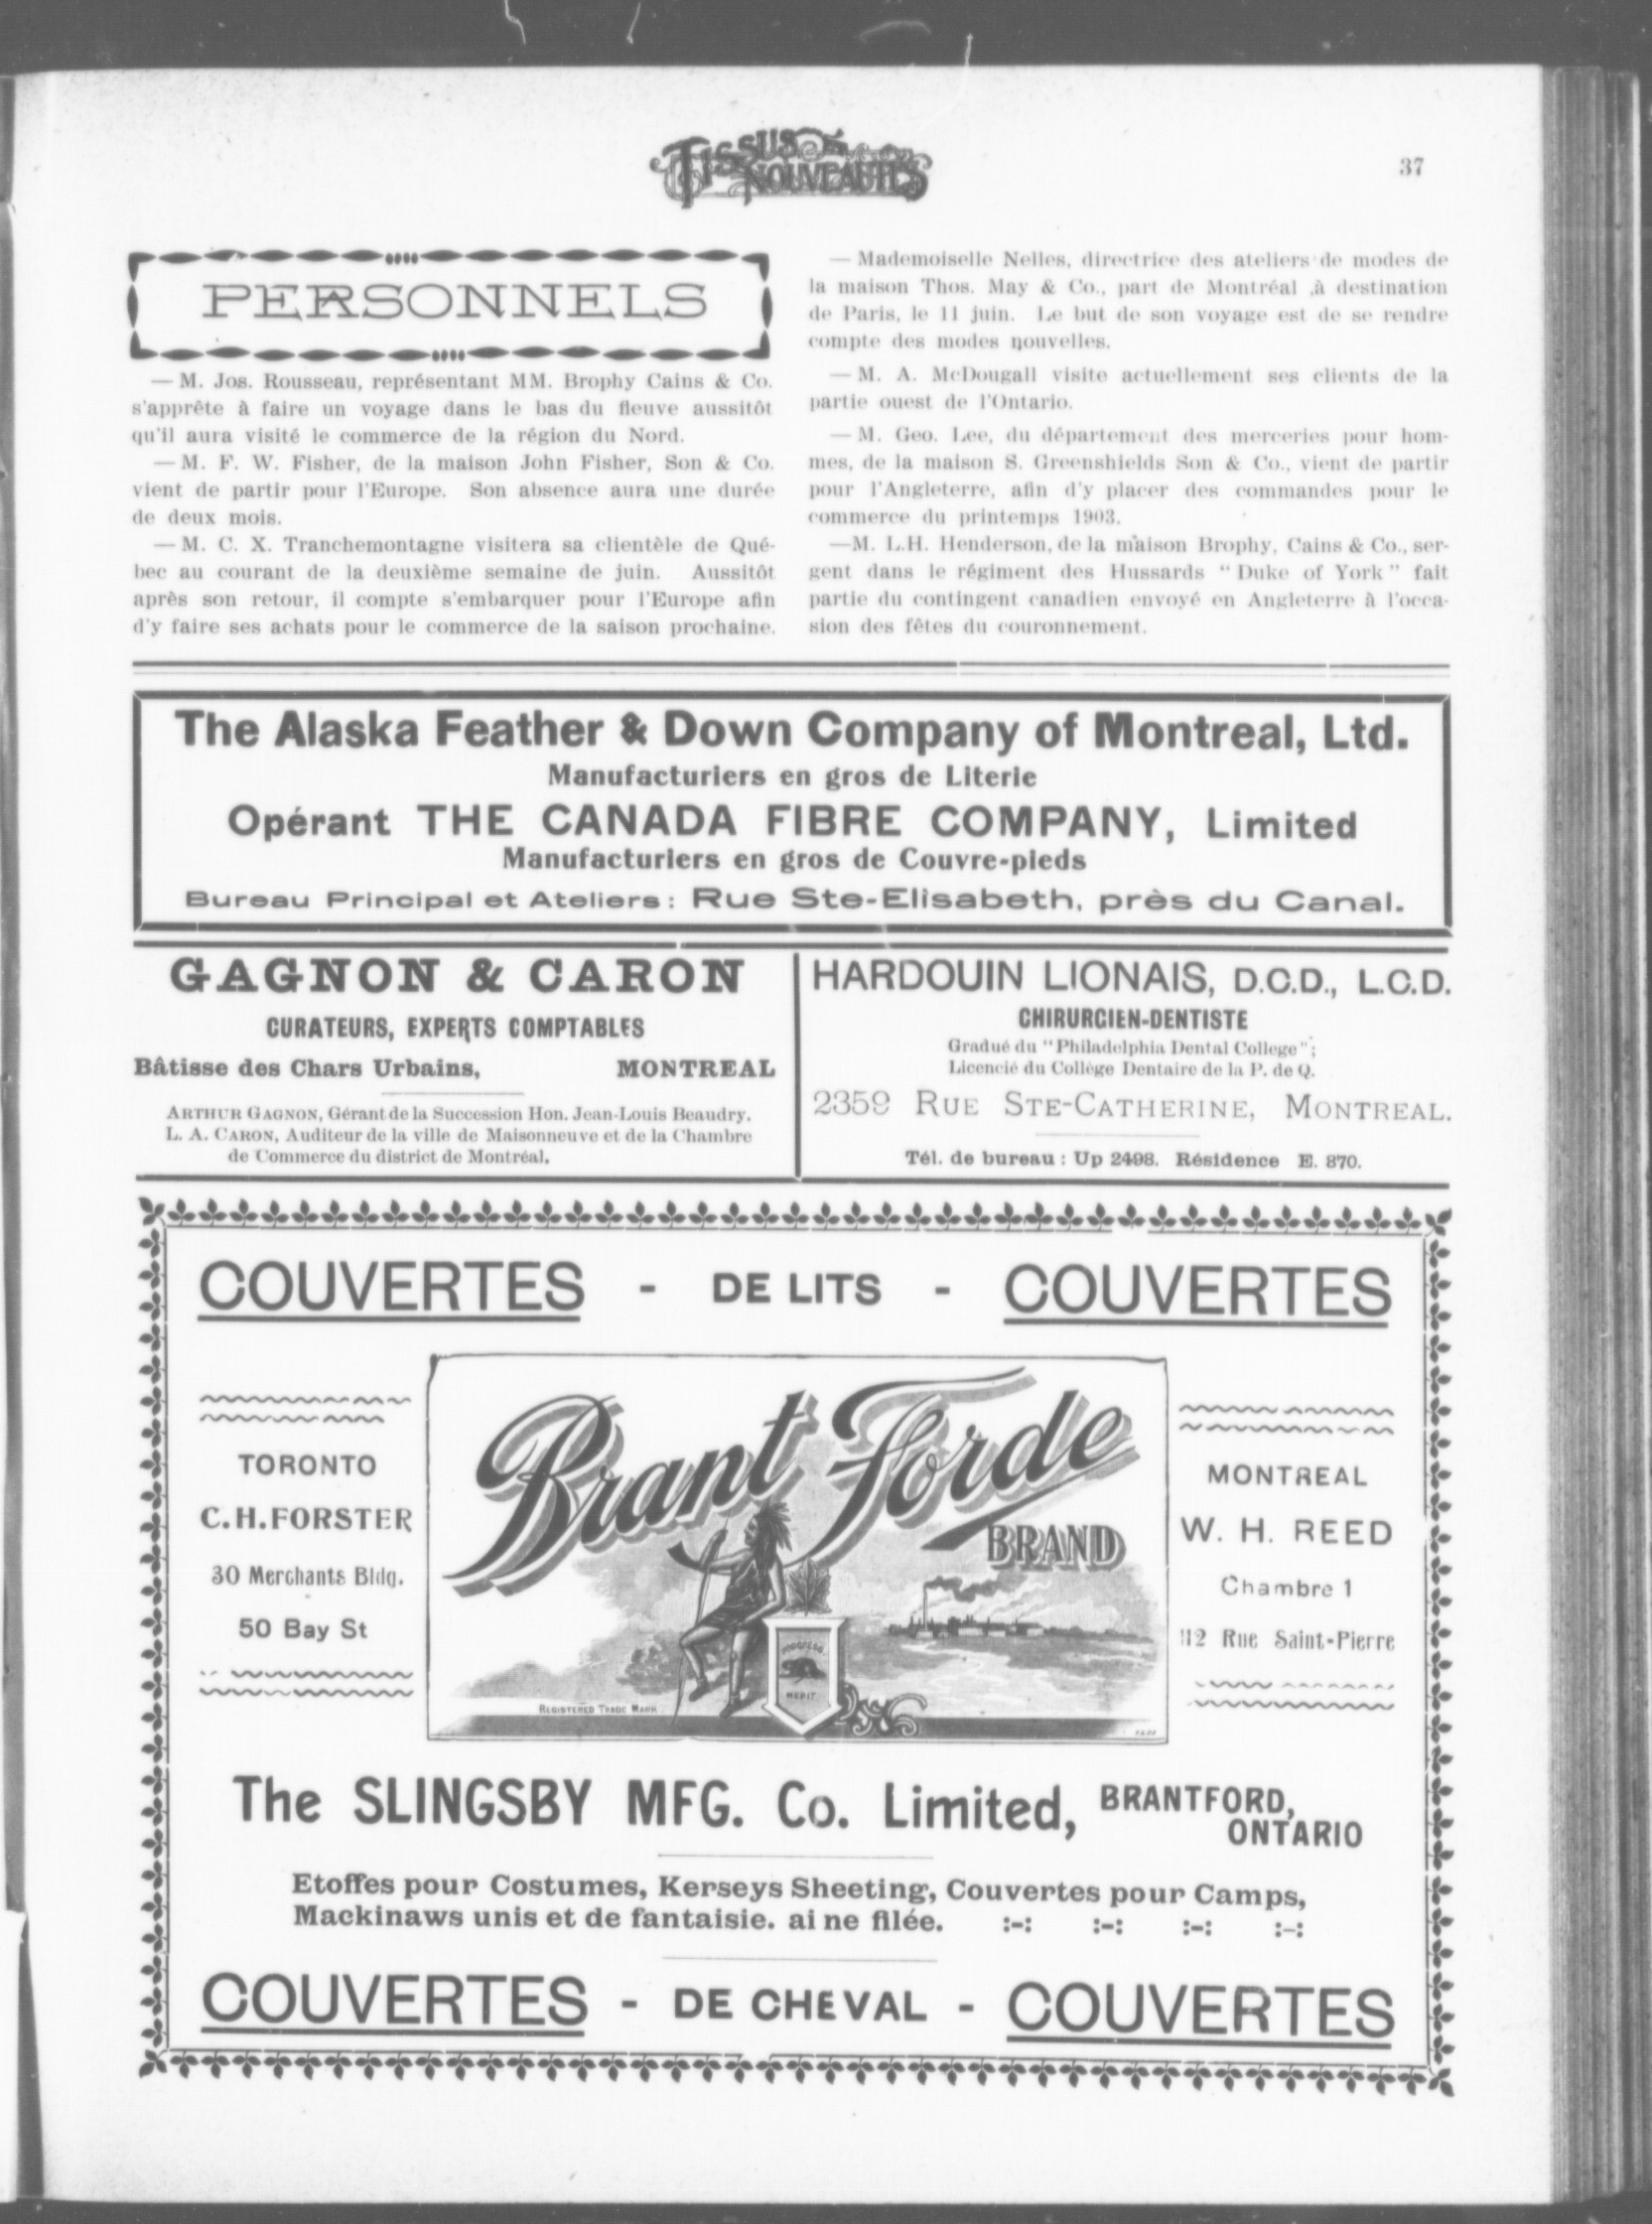 TISSUS & NOUVEAUTES
37
PERSONNELS
— M. Jos. Rousseau, représentant MM. Brophy Cains & Co.
s'apprête à faire un voyage dans le bas du fleuve aussitôt
qu'il aura visité le commerce de la région du Nord.
— M. F. W. Fisher, de la maison John Fisher, Son & Co.
vient de partir pour l'Europe. Son absence aura une durée
de deux mois.
— M. C. X. Tranchemontagne visitera sa clientèle de Qué-
bec au courant de la deuxième semaine de juin. Aussitôt
après son retour, il compte s'embarquer pour l'Europe afin
d'y faire ses achats pour le commerce de la saison prochaine.
— Mademoiselle Nelles, directrice des ateliers de modes de
la maison Thos. May & Co., part de Montréal ,à destination
de Paris, le 11 juin. Le but de son voyage est de se rendre
compte des modes nouvelles.
— M. A. McDougall visite actuellement ses clients de la
partie ouest de l'Ontario.
— M. Geo. Lee, du département des merceries pour hom-
mes, de la maison S. Greenshields Son & Co., vient de partir
pour l'Angleterre, afin d'y placer des commandes pour le
commerce du printemps 1903.
—M. L.H. Henderson, de la maison Brophy, Cains & Co., ser-
gent dans le régiment des Hussards "Duke of York" fait
partie du contingent canadien envoyé en Angleterre à l'occa-
sion des fêtes du couronnement.
The Alaska Feather & Down Company of Montreal, Ltd.
Manufacturiers en gros de Literie
Opérant THE CANADA FIBRE COMPANY, Limited
Manufacturiers en gros de Couvre-pieds
Bureau Principal et Ateliers : Rue Ste-Elisabeth, près du Canal.
GAGNON & CARON
CURATEURS, EXPERTS COMPTABLES
Bâtisse des Chars Urbains, MONTREAL
ARTHUR GAGNON, Gérant de la Succession Hon. Jean-Louis Beaudry.
L. A. CARON, Auditeur de la ville de Maisonneuve et de la Chambre
de Commerce du district de Montréal.
HARDOUIN LIONAIS, D.C.D., L.C.D.
CHIRURGIEN-DENTISTE
Gradué du "Philadelphia Dental College";
Licencié du Collège Dentaire de la P. de Q.
2359 RUE STE-CATHERINE, MONTREAL.
Tél. de bureau : Up 2498. Résidence E. 870.
COUVERTES - DE LITS - COUVERTES
TORONTO
C.H.FORSTER
30 Merchants Bldg.
50 Bay St
Brant Forde
BRAND
PROGRESS
MERIT
REGISTERED TRADE MARK
MONTREAL
W. H. REED
Chambre 1
112 Rue Saint-Pierre
The SLINGSBY MFG. Co. Limited, BRANTFORD,
ONTARIO
Etoffes pour Costumes, Kerseys Sheeting, Couvertes pour Camps,
Mackinaws unis et de fantaisie. ai ne filée. :-: :-: :-: :-:
COUVERTES - DE CHEVAL - COUVERTES